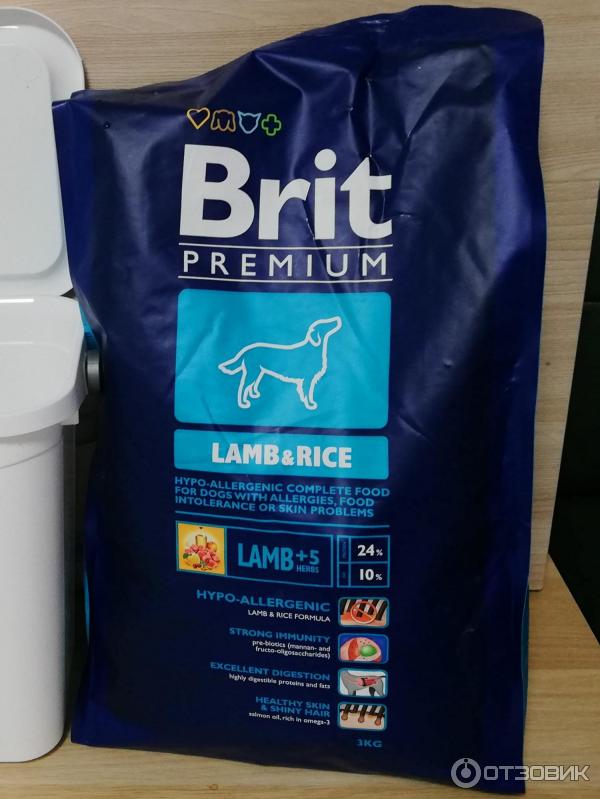 Brit
PREMIUM
LAMB&RICE
HYPO-ALLERGENIC COMPLETE FOOD
FOR DOGS WITH ALLERGIES, FOOD
INTOLERANCE OR SKIN PROBLEMS
LAMB +5
HERBS
24%
10%
HYPO-ALLERGENIC
LAMB & RICE FORMULA
STRONG IMMUNITY
pre-biotics (mannan- and
fructo-oligosaccharides)
EXCELLENT DIGESTION
highly digestible proteins and fats
HEALTHY SKIN
& SHINY HAIR
salmon oil, rich in omega-3
3KG
ОТЗОВИК